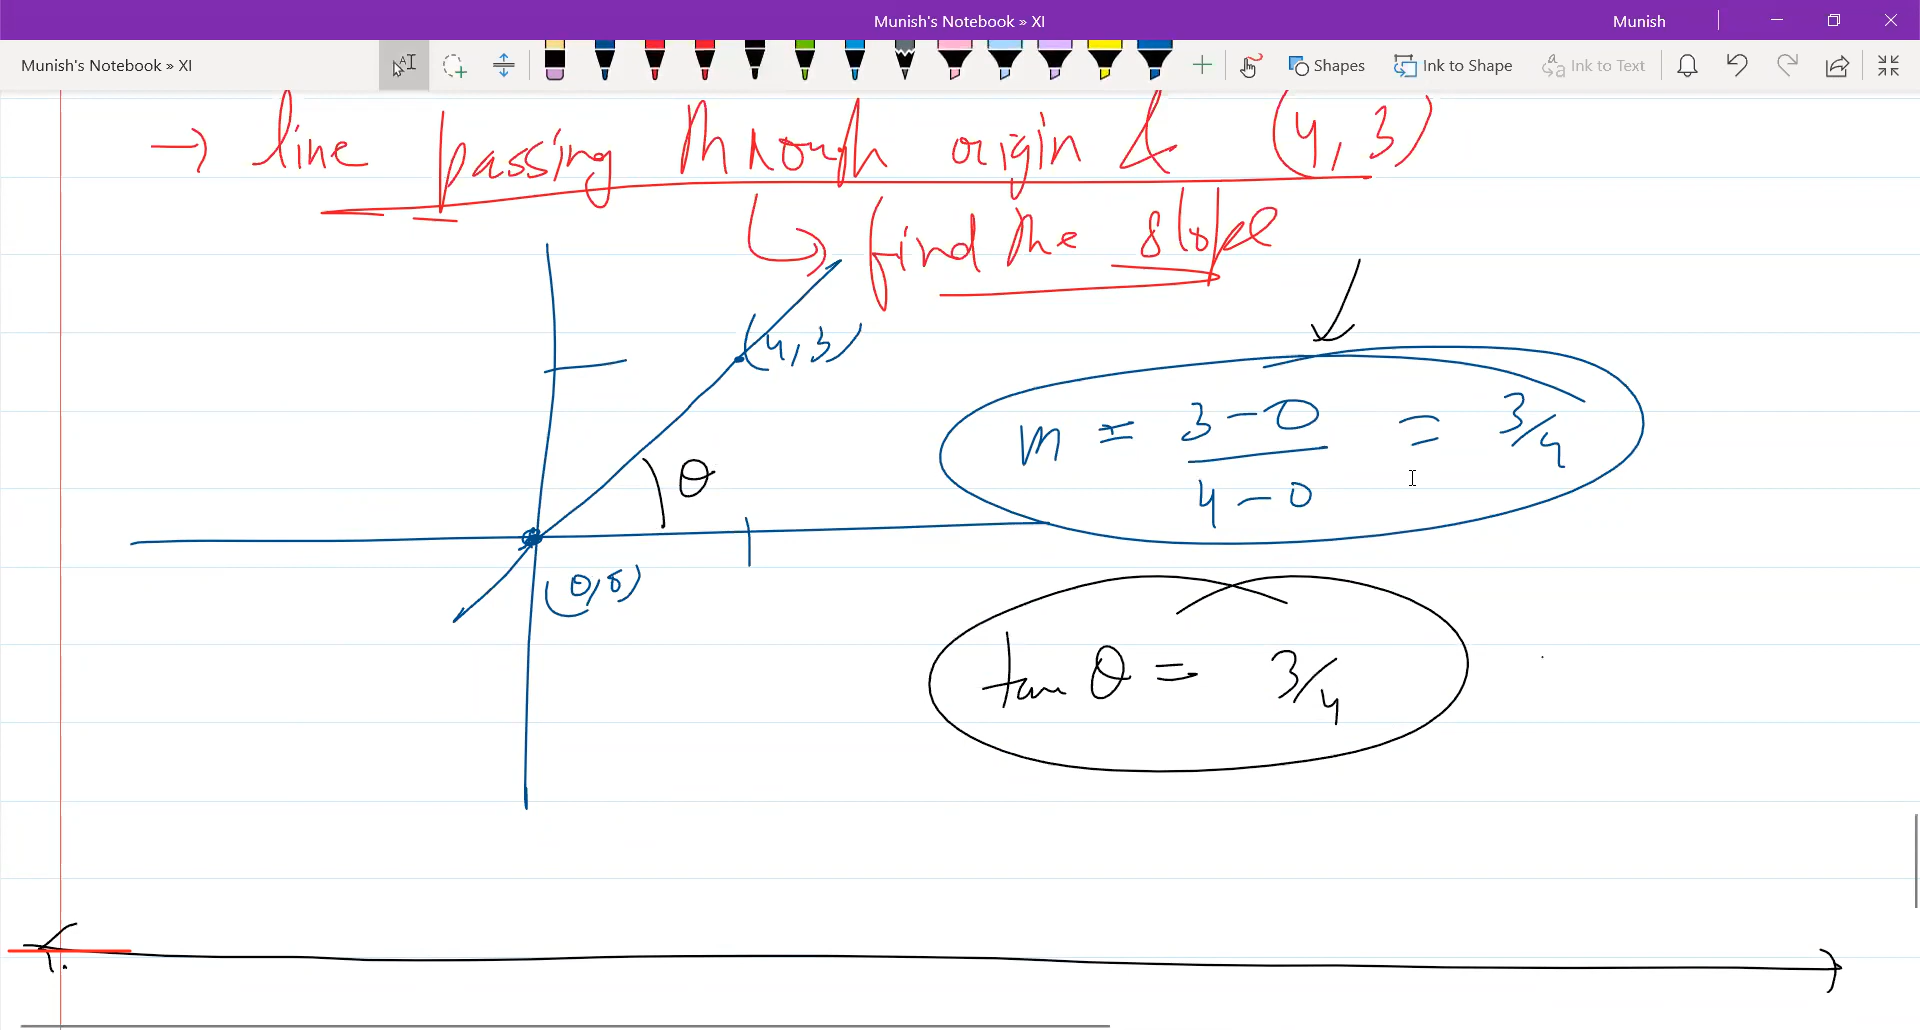 Munish's Notebook » XI
Munish
Munish's Notebook » XI
Shapes
Ink to Shape
Ink to Text
→ line passing through origin & (4, 3)
↳ find the slope
(4, 3)
m = 3 - 0 / 4 - 0 = 3/4
θ
(0, 0)
tan θ = 3/4